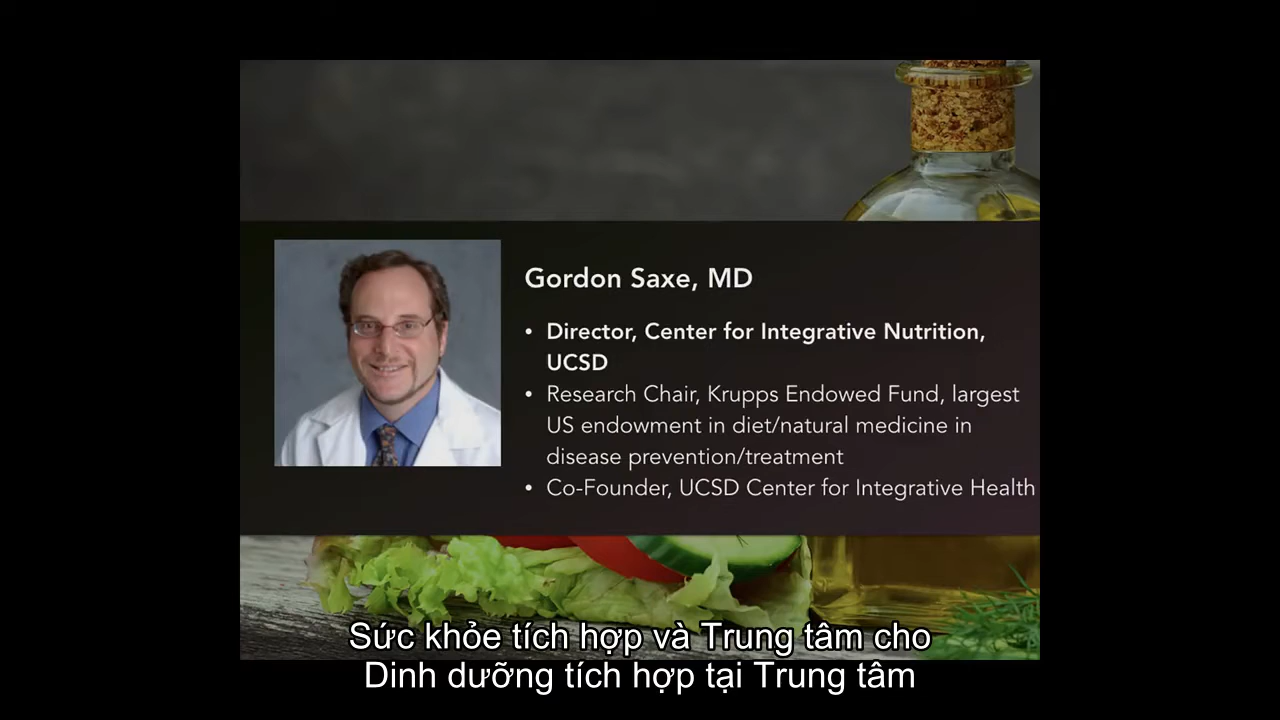 Gordon Saxe, MD
• Director, Center for Integrative Nutrition,
UCSD
• Research Chair, Krupps Endowed Fund, largest
US endowment in diet/natural medicine in
disease prevention/treatment
• Co-Founder, UCSD Center for Integrative Health
Sức khỏe tích hợp và Trung tâm cho
Dinh dưỡng tích hợp tại Trung tâm